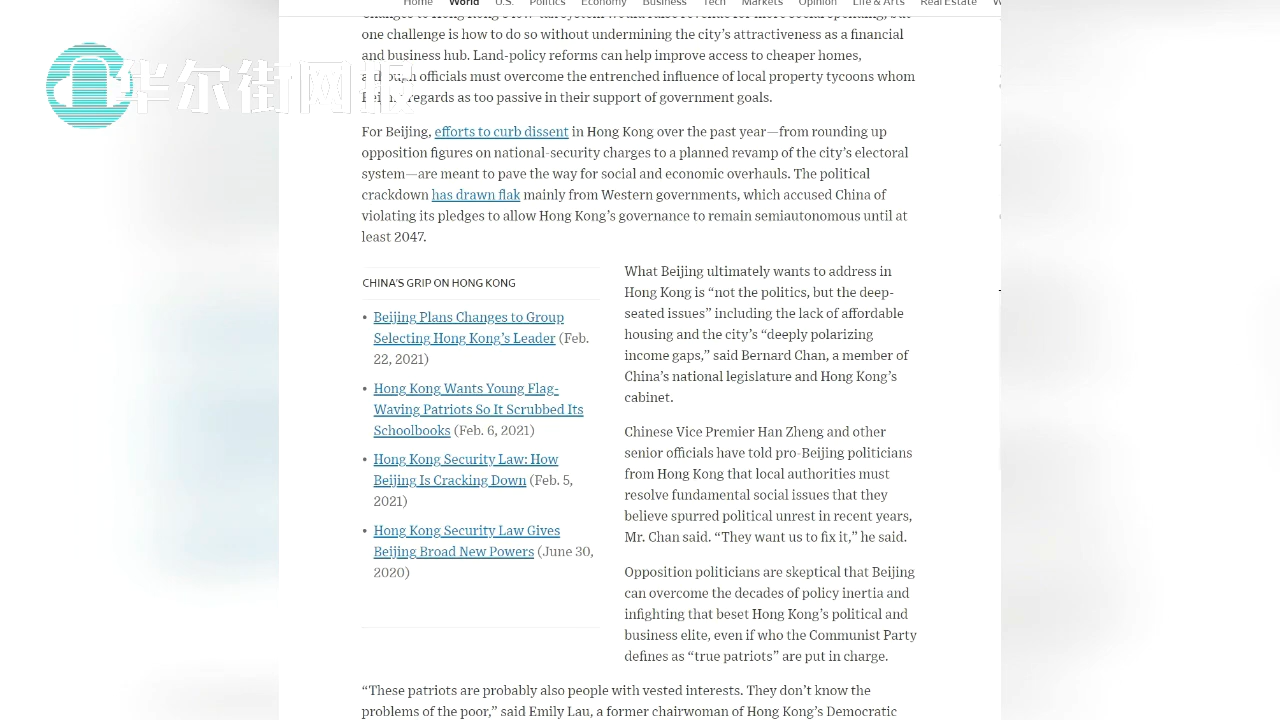 Home World U.S. Politics Economy Business Tech Markets Opinion Life & Arts Real Estate
华尔街网报
one challenge is how to do so without undermining the city's attractiveness as a financial
and business hub. Land-policy reforms can help improve access to cheaper homes,
although officials must overcome the entrenched influence of local property tycoons whom
Beijing regards as too passive in their support of government goals.
For Beijing, efforts to curb dissent in Hong Kong over the past year—from rounding up
opposition figures on national-security charges to a planned revamp of the city's electoral
system—are meant to pave the way for social and economic overhauls. The political
crackdown has drawn flak mainly from Western governments, which accused China of
violating its pledges to allow Hong Kong's governance to remain semiautonomous until at
least 2047.
CHINA'S GRIP ON HONG KONG
• Beijing Plans Changes to Group
Selecting Hong Kong's Leader (Feb.
22, 2021)
• Hong Kong Wants Young Flag-
Waving Patriots So It Scrubbed Its
Schoolbooks (Feb. 6, 2021)
• Hong Kong Security Law: How
Beijing Is Cracking Down (Feb. 5,
2021)
• Hong Kong Security Law Gives
Beijing Broad New Powers (June 30,
2020)
What Beijing ultimately wants to address in
Hong Kong is “not the politics, but the deep-
seated issues” including the lack of affordable
housing and the city's “deeply polarizing
income gaps,” said Bernard Chan, a member of
China's national legislature and Hong Kong's
cabinet.
Chinese Vice Premier Han Zheng and other
senior officials have told pro-Beijing politicians
from Hong Kong that local authorities must
resolve fundamental social issues that they
believe spurred political unrest in recent years,
Mr. Chan said. “They want us to fix it,” he said.
Opposition politicians are skeptical that Beijing
can overcome the decades of policy inertia and
infighting that beset Hong Kong's political and
business elite, even if who the Communist Party
defines as “true patriots” are put in charge.
“These patriots are probably also people with vested interests. They don't know the
problems of the poor,” said Emily Lau, a former chairwoman of Hong Kong's Democratic